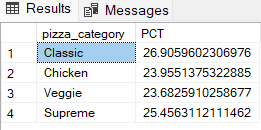 Results Messages
pizza_category PCT
1 Classic 26.9059602306976
2 Chicken 23.9551375322885
3 Veggie 23.6825910258677
4 Supreme 25.4563112111462